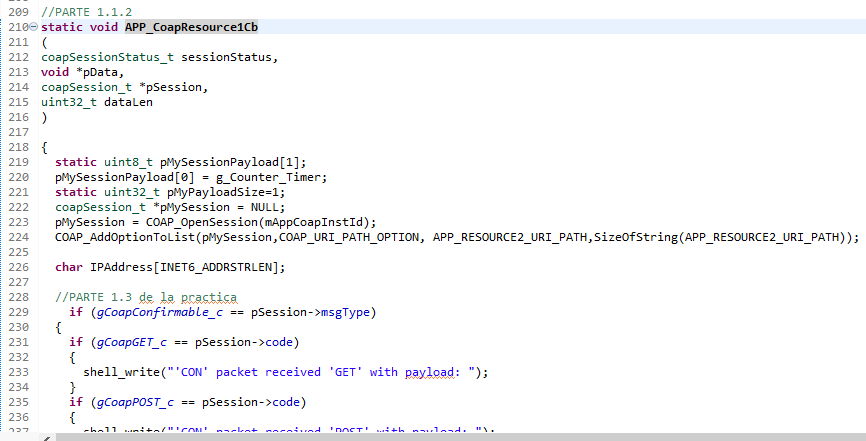 209 //PARTE 1.1.2
210 static void APP_CoapResource1Cb
211 (
212 coapSessionStatus_t sessionStatus,
213 void *pData,
214 coapSession_t *pSession,
215 uint32_t dataLen
216 )
217
218 {
219 static uint8_t pMySessionPayload[1];
220 pMySessionPayload[0] = g_Counter_Timer;
221 static uint32_t pMyPayloadSize=1;
222 coapSession_t *pMySession = NULL;
223 pMySession = COAP_OpenSession(mAppCoapInstId);
224 COAP_AddOptionToList(pMySession,COAP_URI_PATH_OPTION, APP_RESOURCE2_URI_PATH,SizeOfString(APP_RESOURCE2_URI_PATH));
225
226 char IPAddress[INET6_ADDRSTRLEN];
227
228 //PARTE 1.3 de la practica
229 if (gCoapConfirmable_c == pSession->msgType)
230 {
231 if (gCoapGET_c == pSession->code)
232 {
233 shell_write("'CON' packet received 'GET' with payload: ");
234 }
235 if (gCoapPOST_c == pSession->code)
236 {
237 shell_write("'CON' packet received 'POST' with payload: ");